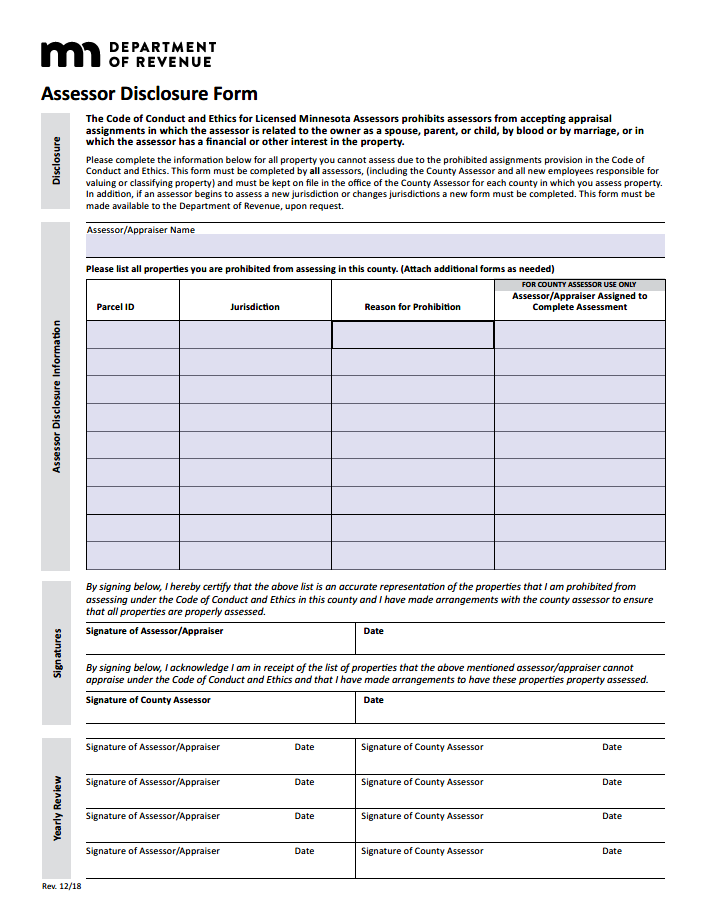 mn DEPARTMENT
OF REVENUE
Assessor Disclosure Form
Disclosure
The Code of Conduct and Ethics for Licensed Minnesota Assessors prohibits assessors from accepting appraisal
assignments in which the assessor is related to the owner as a spouse, parent, or child, by blood or by marriage, or in
which the assessor has a financial or other interest in the property.
Please complete the information below for all property you cannot assess due to the prohibited assignments provision in the Code of
Conduct and Ethics. This form must be completed by all assessors, (including the County Assessor and all new employees responsible for
valuing or classifying property) and must be kept on file in the office of the County Assessor for each county in which you assess property.
In addition, if an assessor begins to assess a new jurisdiction or changes jurisdictions a new form must be completed. This form must be
made available to the Department of Revenue, upon request.
Assessor Disclosure Information
Assessor/Appraiser Name
Please list all properties you are prohibited from assessing in this county. (Attach additional forms as needed)
FOR COUNTY ASSESSOR USE ONLY
Parcel ID Jurisdiction Reason for Prohibition Assessor/Appraiser Assigned to
Complete Assessment
Signatures
By signing below, I hereby certify that the above list is an accurate representation of the properties that I am prohibited from
assessing under the Code of Conduct and Ethics in this county and I have made arrangements with the county assessor to ensure
that all properties are properly assessed.
Signature of Assessor/Appraiser Date
By signing below, I acknowledge I am in receipt of the list of properties that the above mentioned assessor/appraiser cannot
appraise under the Code of Conduct and Ethics and that I have made arrangements to have these properties property assessed.
Signature of County Assessor Date
Yearly Review
Signature of Assessor/Appraiser Date Signature of County Assessor Date
Signature of Assessor/Appraiser Date Signature of County Assessor Date
Signature of Assessor/Appraiser Date Signature of County Assessor Date
Signature of Assessor/Appraiser Date Signature of County Assessor Date
Rev. 12/18